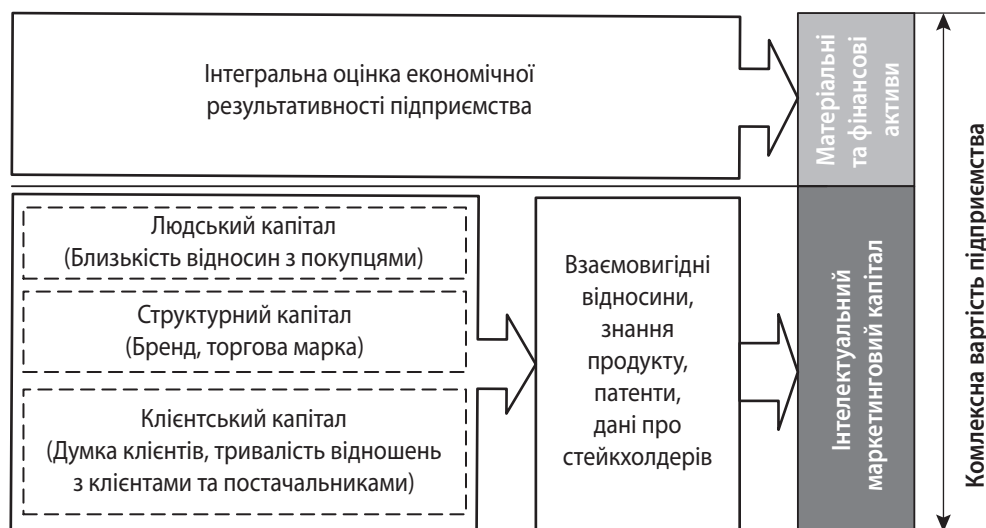 Інтегральна оцінка економічної
результативності підприємства
Матеріальні
та фінансові
активи
Людський капітал
(Близькість відносин з покупцями)
Структурний капітал
(Бренд, торгова марка)
Клієнтський капітал
(Думка клієнтів, тривалість відношень
з клієнтами та постачальниками)
Взаємовигідні
відносини,
знання
продукту,
патенти,
дані про
стейкхолдерів
Інтелектуальний
маркетинговий капітал
Комлексна вартість підприємства